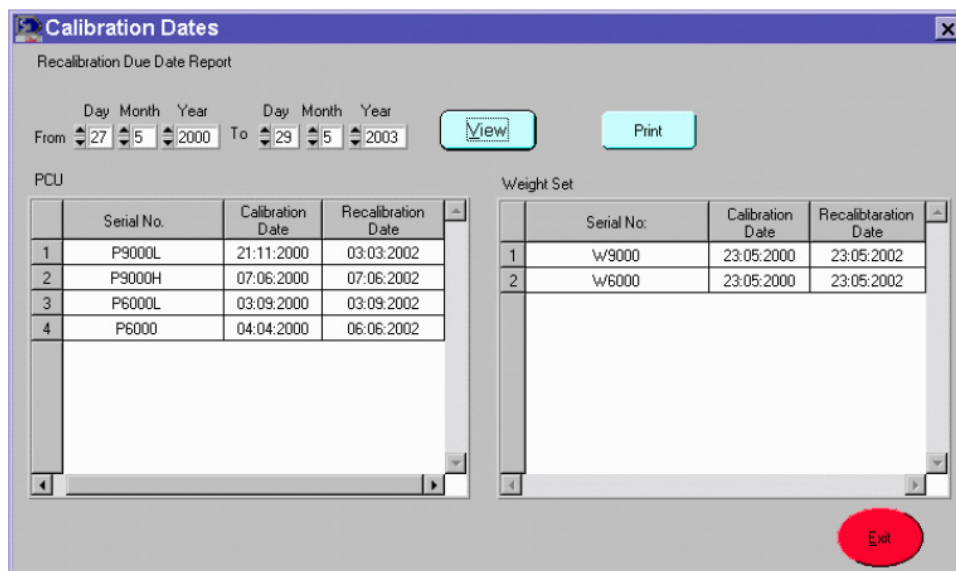 Calibration Dates
Recalibration Due Date Report
Day Month Year Day Month Year
From 27 5 2000 To 29 5 2003 View Print
PCU
Serial No. Calibration Date Recalibration Date
1 P9000L 21:11:2000 03:03:2002
2 P9000H 07:06:2000 07:06:2002
3 P6000L 03:09:2000 03:09:2002
4 P6000 04:04:2000 06:06:2002
Weight Set
Serial No: Calibration Date Recalibtaration Date
1 W9000 23:05:2000 23:05:2002
2 W6000 23:05:2000 23:05:2002
Exit